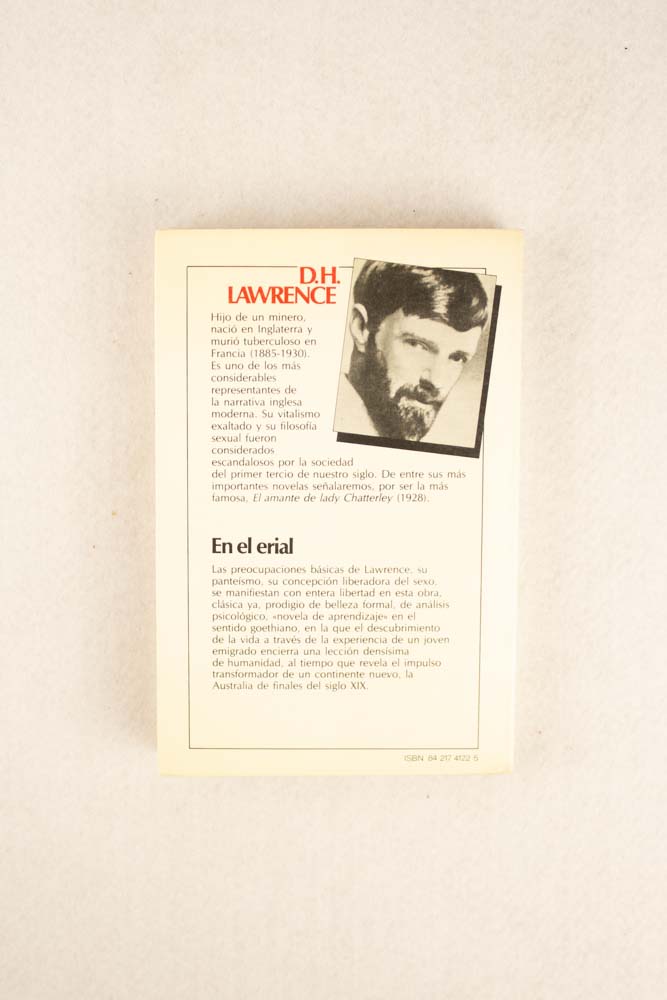 D.H.
LAWRENCE
Hijo de un minero,
nació en Inglaterra y
murió tuberculoso en
Francia (1885-1930).
Es uno de los más
considerables
representantes de
la narrativa inglesa
moderna. Su vitalismo
exaltado y su filosofía
sexual fueron
considerados
escandalosos por la sociedad
del primer tercio de nuestro siglo. De entre sus más
importantes novelas señalaremos, por ser la más
famosa, El amante de lady Chatterley (1928).
En el erial
Las preocupaciones básicas de Lawrence, su
panteísmo, su concepción liberadora del sexo,
se manifiestan con entera libertad en esta obra,
clásica ya, prodigio de belleza formal, de análisis
psicológico, «novela de aprendizaje» en el
sentido goethiano, en la que el descubrimiento
de la vida a través de la experiencia de un joven
emigrado encierra una lección densísima
de humanidad, al tiempo que revela el impulso
transformador de un continente nuevo, la
Australia de finales del siglo XIX.
ISBN 84 217 4122 5